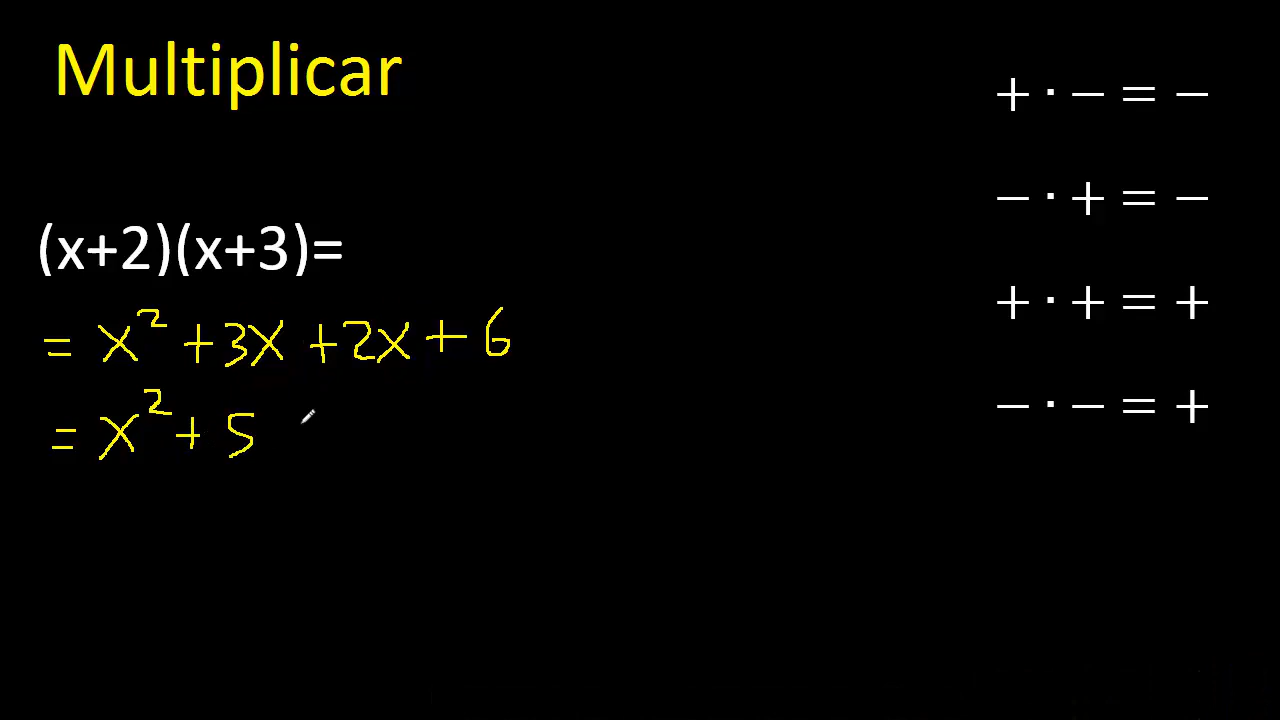 Multiplicar
(x+2)(x+3)=
= x² + 3x + 2x + 6
= x² + 5
+ · − = −
− · + = −
+ · + = +
− · − = +